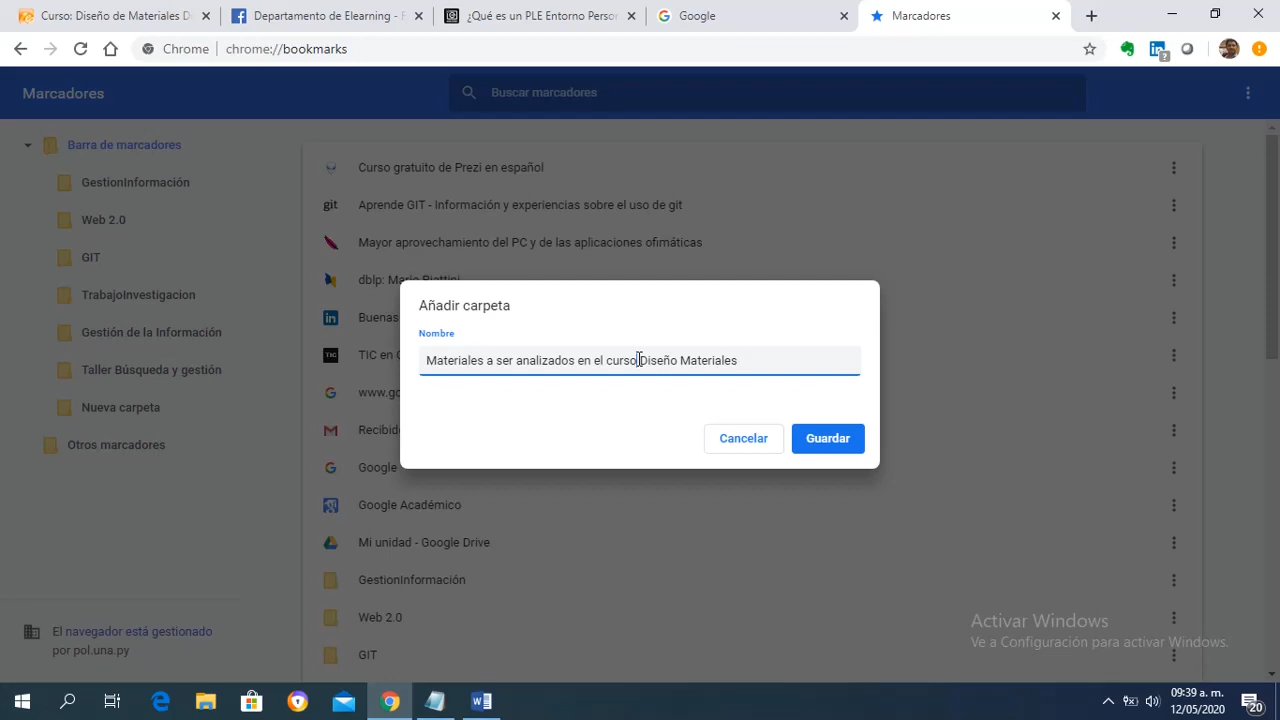 Curso: Diseño de Materiales D
Departamento de Elearning - F
¿Qué es un PLE Entorno Perso
Google
Marcadores
Chrome
chrome://bookmarks
Marcadores
Buscar marcadores
Barra de marcadores
GestionInformación
Web 2.0
GIT
TrabajoInvestigacion
Gestión de la Información
Taller Búsqueda y gestión
Nueva carpeta
Otros marcadores
El navegador está gestionado
por pol.una.py
Curso gratuito de Prezi en español
git
Aprende GIT - Información y experiencias sobre el uso de git
Mayor aprovechamiento del PC y de las aplicaciones ofimáticas
dblp: Mario Piattini
Buenas
TIC
TIC en
www.go
Recibido
Google
Google Académico
Mi unidad - Google Drive
GestionInformación
Web 2.0
GIT
Añadir carpeta
Nombre
Materiales a ser analizados en el curso Diseño Materiales
Cancelar
Guardar
Activar Windows
Ve a Configuración para activar Windows.
09:39 a. m.
12/05/2020
20